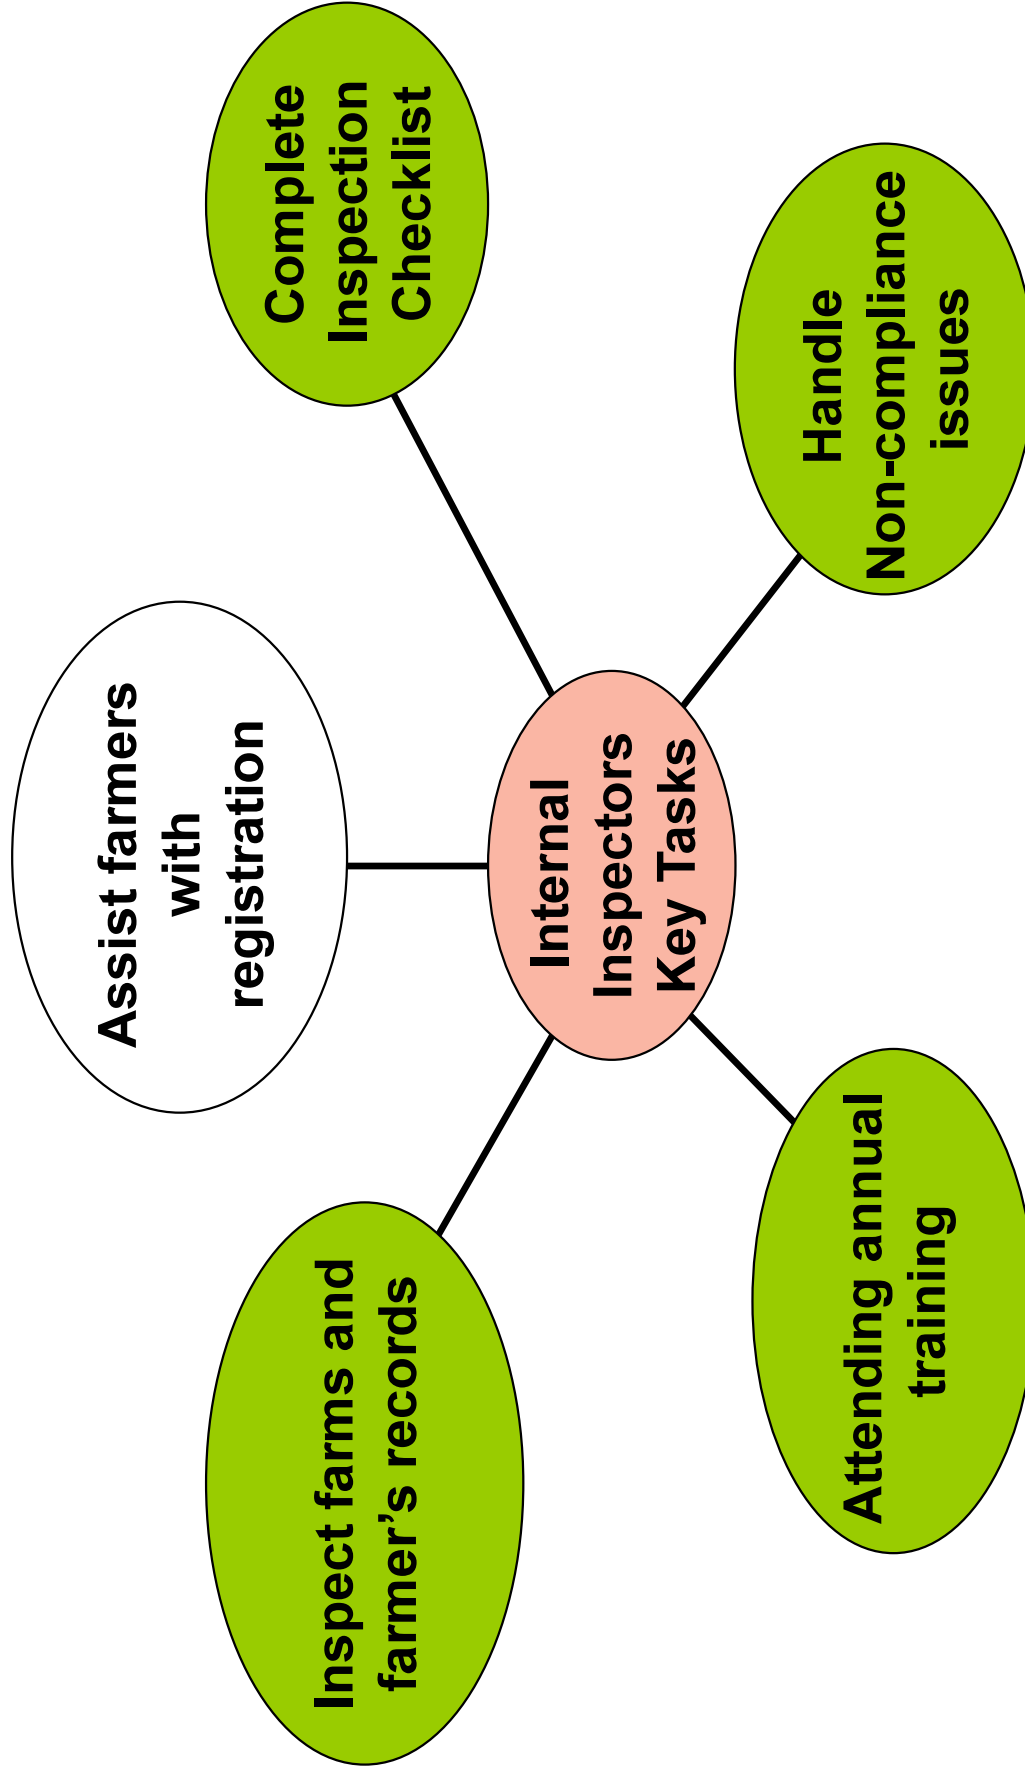 Assist farmers
with
registration
Inspect farms and
farmer’s records
Complete
Inspection
Checklist
Internal
Inspectors
Key Tasks
Attending annual
training
Handle
Non-compliance
issues